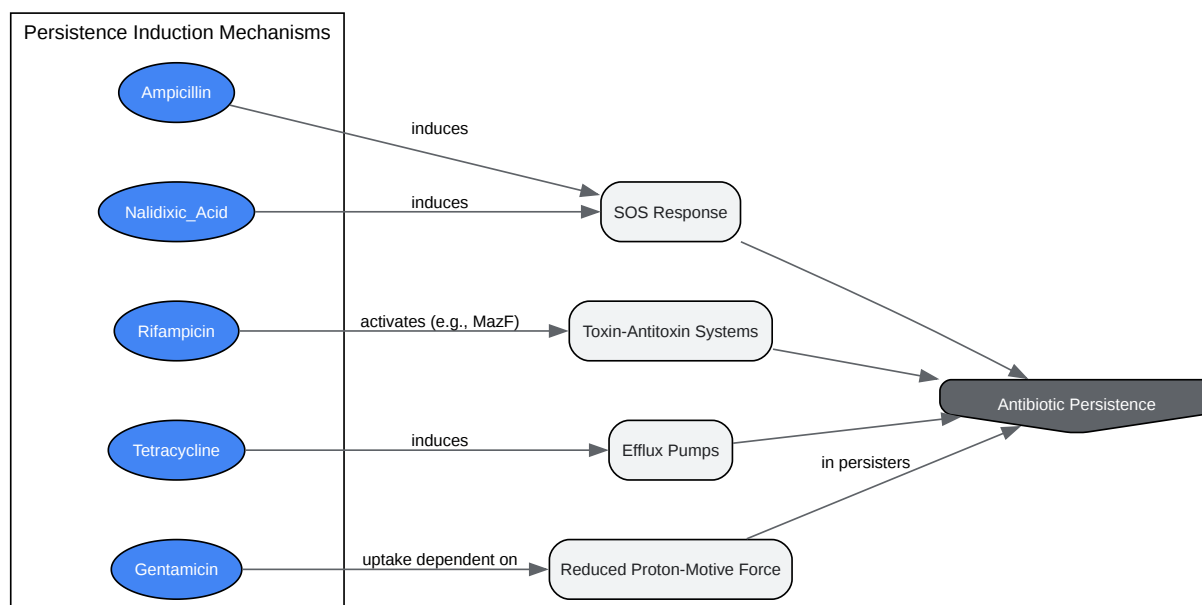 Persistence Induction Mechanisms
Ampicillin
induces
Nalidixic_Acid
induces
SOS Response
Rifampicin
activates (e.g., MazF)
Toxin-Antitoxin Systems
Antibiotic Persistence
Tetracycline
induces
Efflux Pumps
in persisters
Gentamicin
uptake dependent on
Reduced Proton-Motive Force